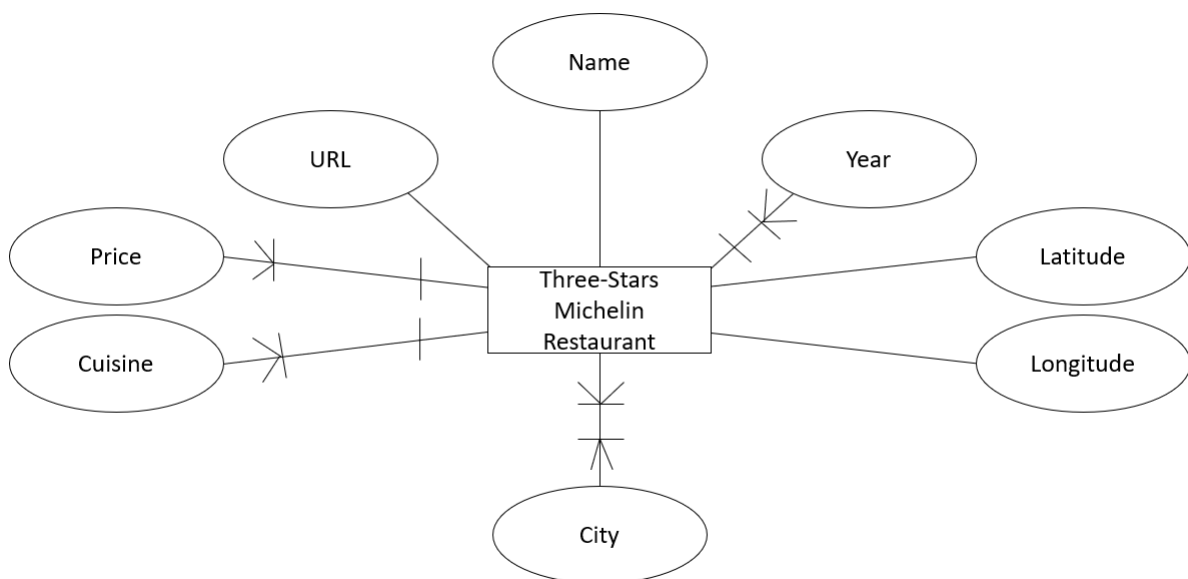 Name
URL
Year
Price
Latitude
Three-Stars
Michelin
Restaurant
Cuisine
Longitude
City